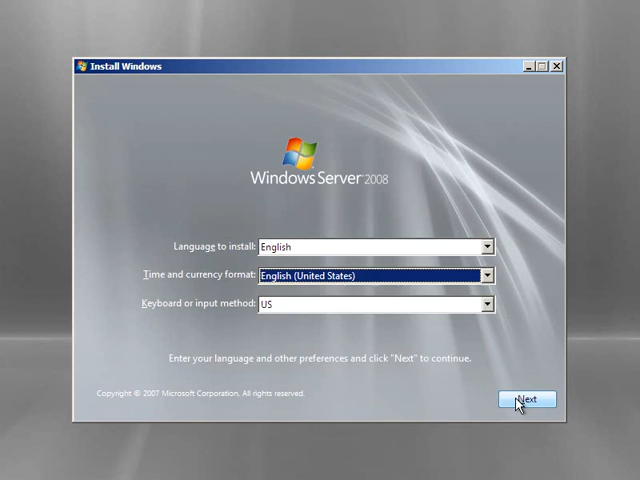 Install Windows
Windows Server 2008
Language to install: English
Time and currency format: English (United States)
Keyboard or input method: US
Enter your language and other preferences and click "Next" to continue.
Copyright © 2007 Microsoft Corporation. All rights reserved.
Next